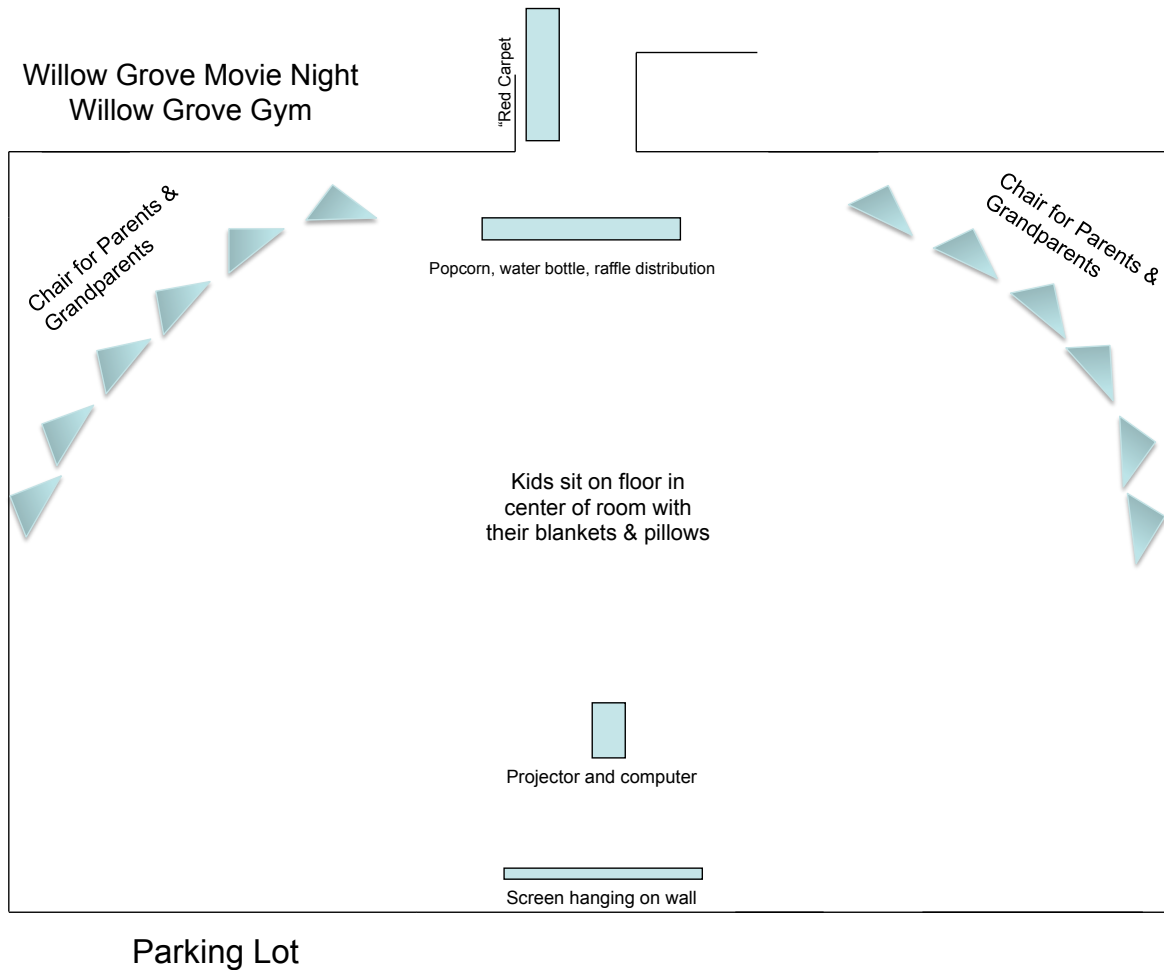 Willow Grove Movie Night
Willow Grove Gym
“Red Carpet
Chair for Parents &
Grandparents
Chair for Parents &
Grandparents
Popcorn, water bottle, raffle distribution
Kids sit on floor in
center of room with
their blankets & pillows
Projector and computer
Screen hanging on wall
Parking Lot